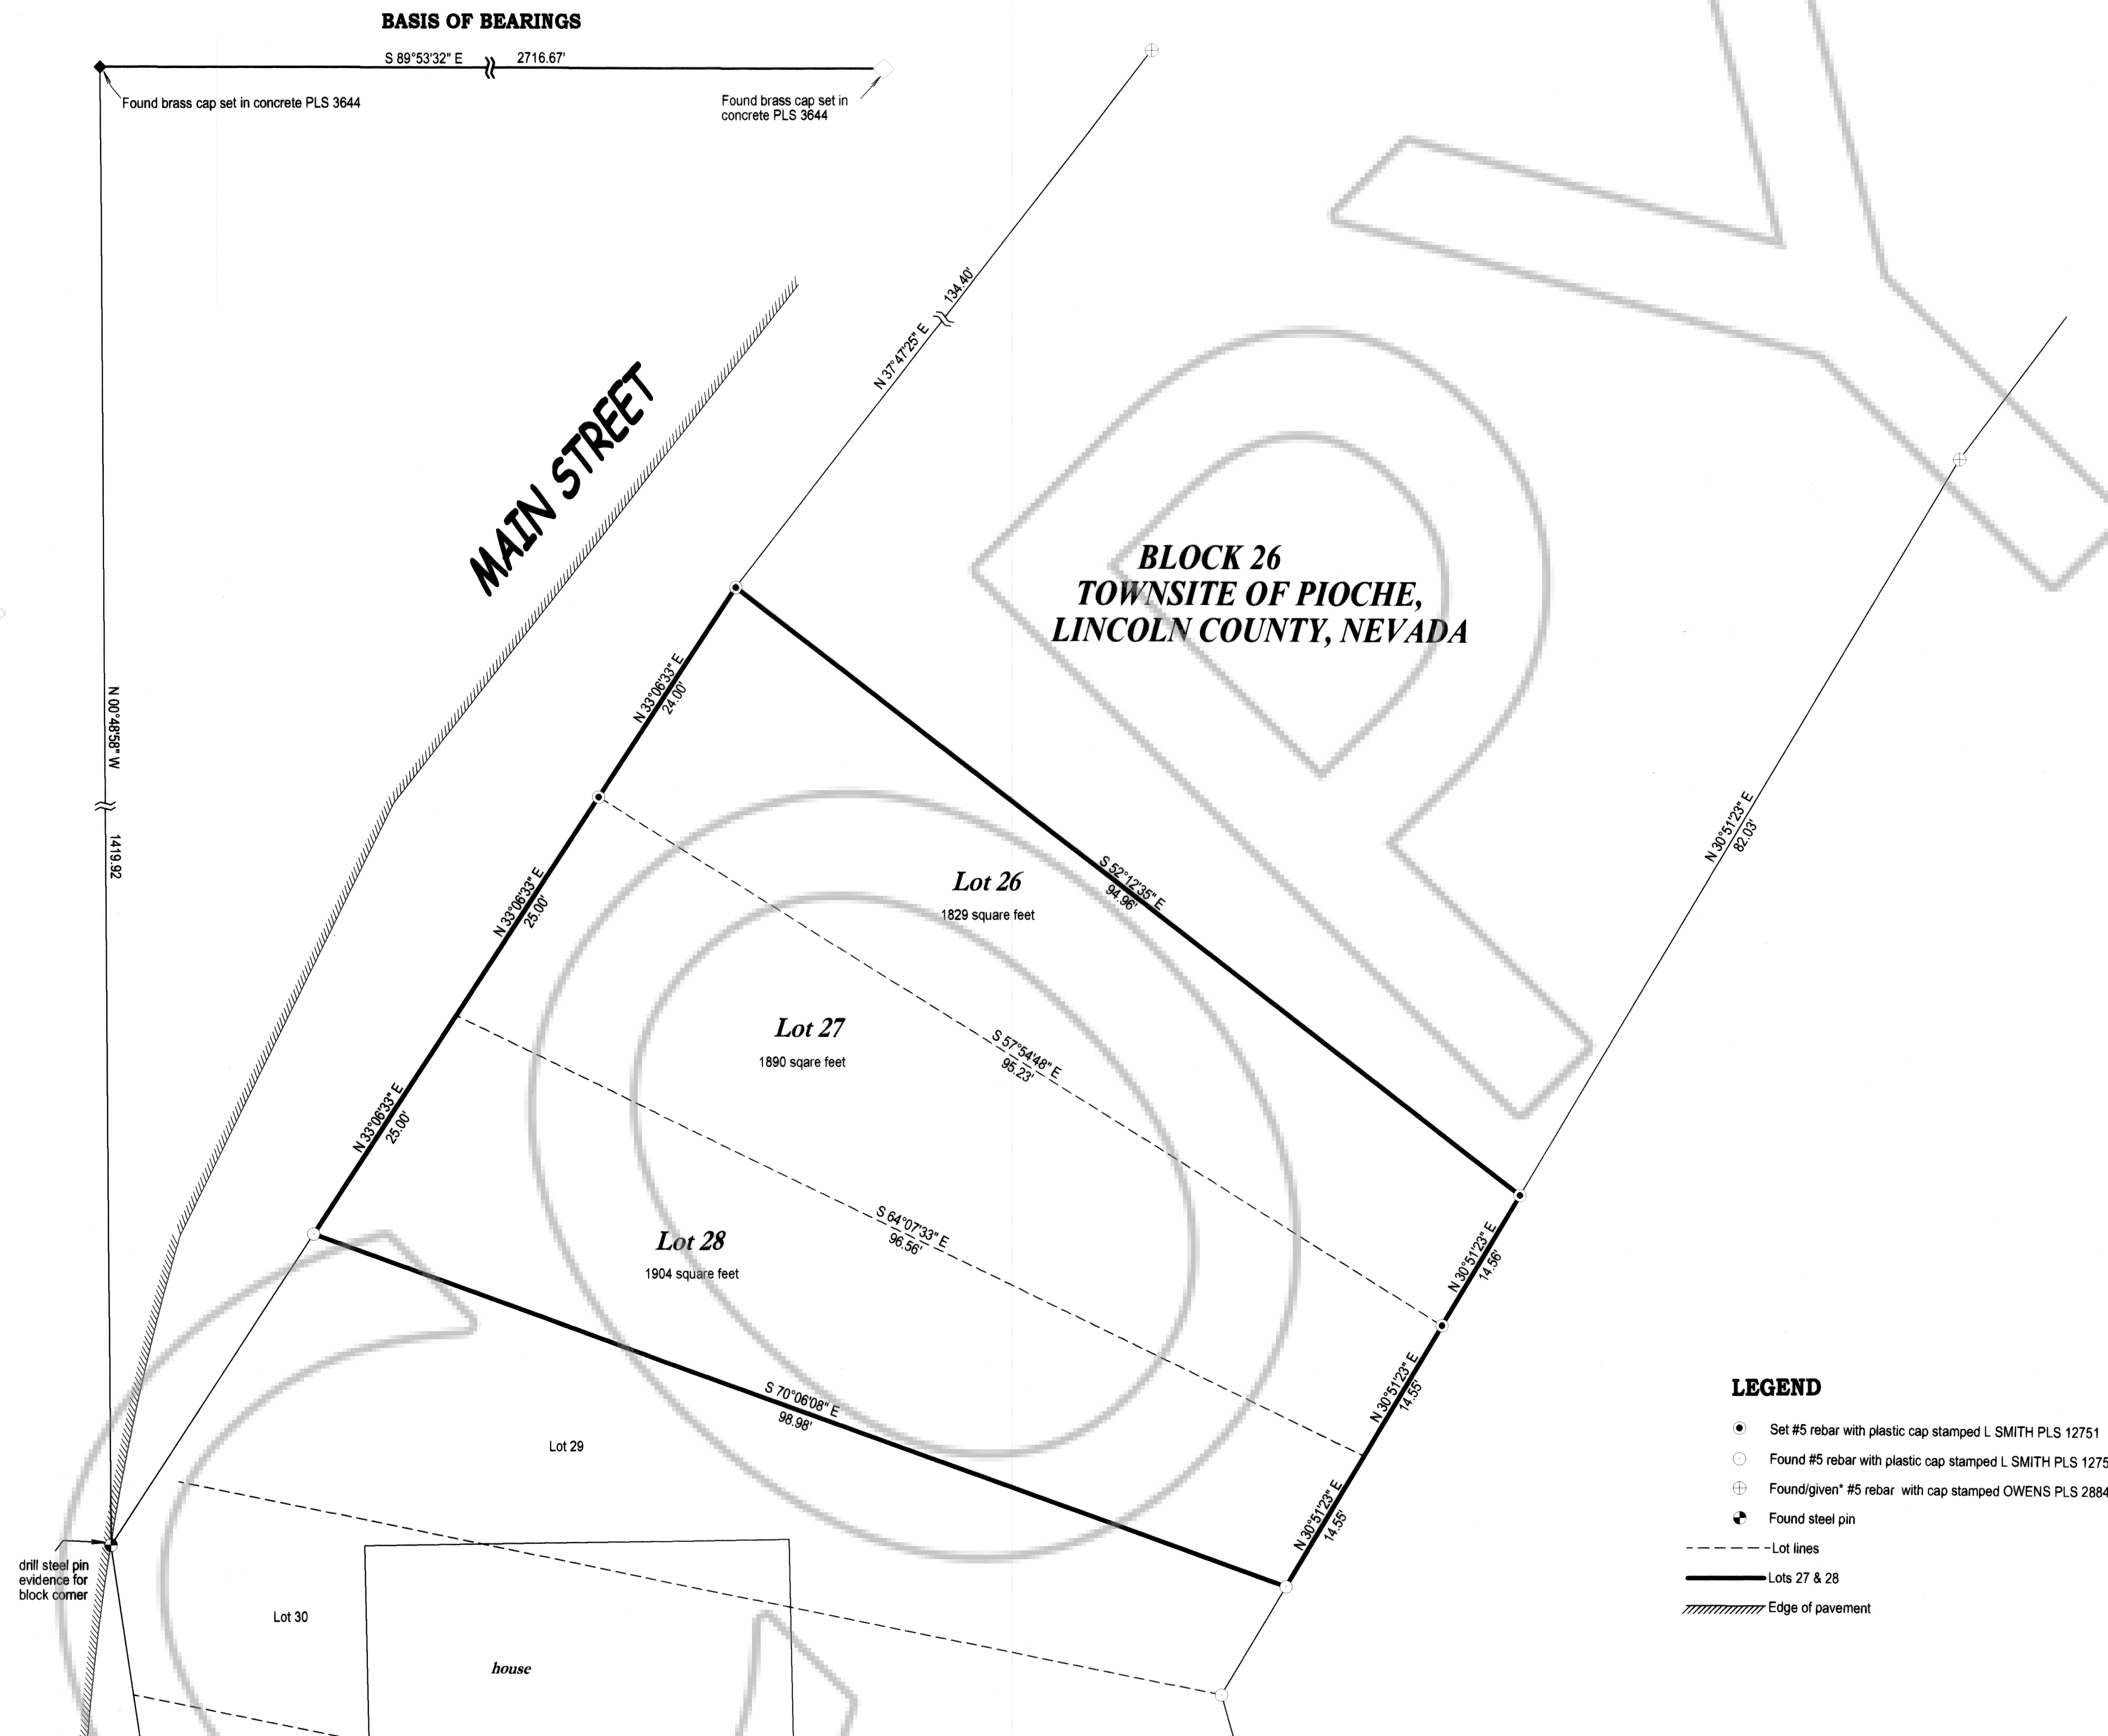 BASIS OF BEARINGS
S 89°53'32" E 2716.67'
Found brass cap set in concrete PLS 3644
Found brass cap set in
concrete PLS 3644
N 37°47'25" E 134.40'
MAIN STREET
BLOCK 26
TOWNSITE OF PIOCHE,
LINCOLN COUNTY, NEVADA
N 00°48'58" W 1419.92
N 33°06'33" E
24.00'
N 30°51'23" E
82.03'
S 52°12'35" E
94.96'
Lot 26
1829 square feet
N 33°06'33" E
25.00'
Lot 27
1890 sqare feet
S 57°54'48" E
95.23'
N 33°06'33" E
25.00'
S 64°07'33" E
96.56'
Lot 28
1904 square feet
N 30°51'23" E
14.56'
N 30°51'23" E
14.55'
S 70°06'08" E
98.98'
N 30°51'23" E
14.55'
Lot 29
drill steel pin
evidence for
block corner
Lot 30
house
LEGEND
Set #5 rebar with plastic cap stamped L SMITH PLS 12751
Found #5 rebar with plastic cap stamped L SMITH PLS 1275
Found/given* #5 rebar with cap stamped OWENS PLS 2884
Found steel pin
Lot lines
Lots 27 & 28
Edge of pavement
COPY